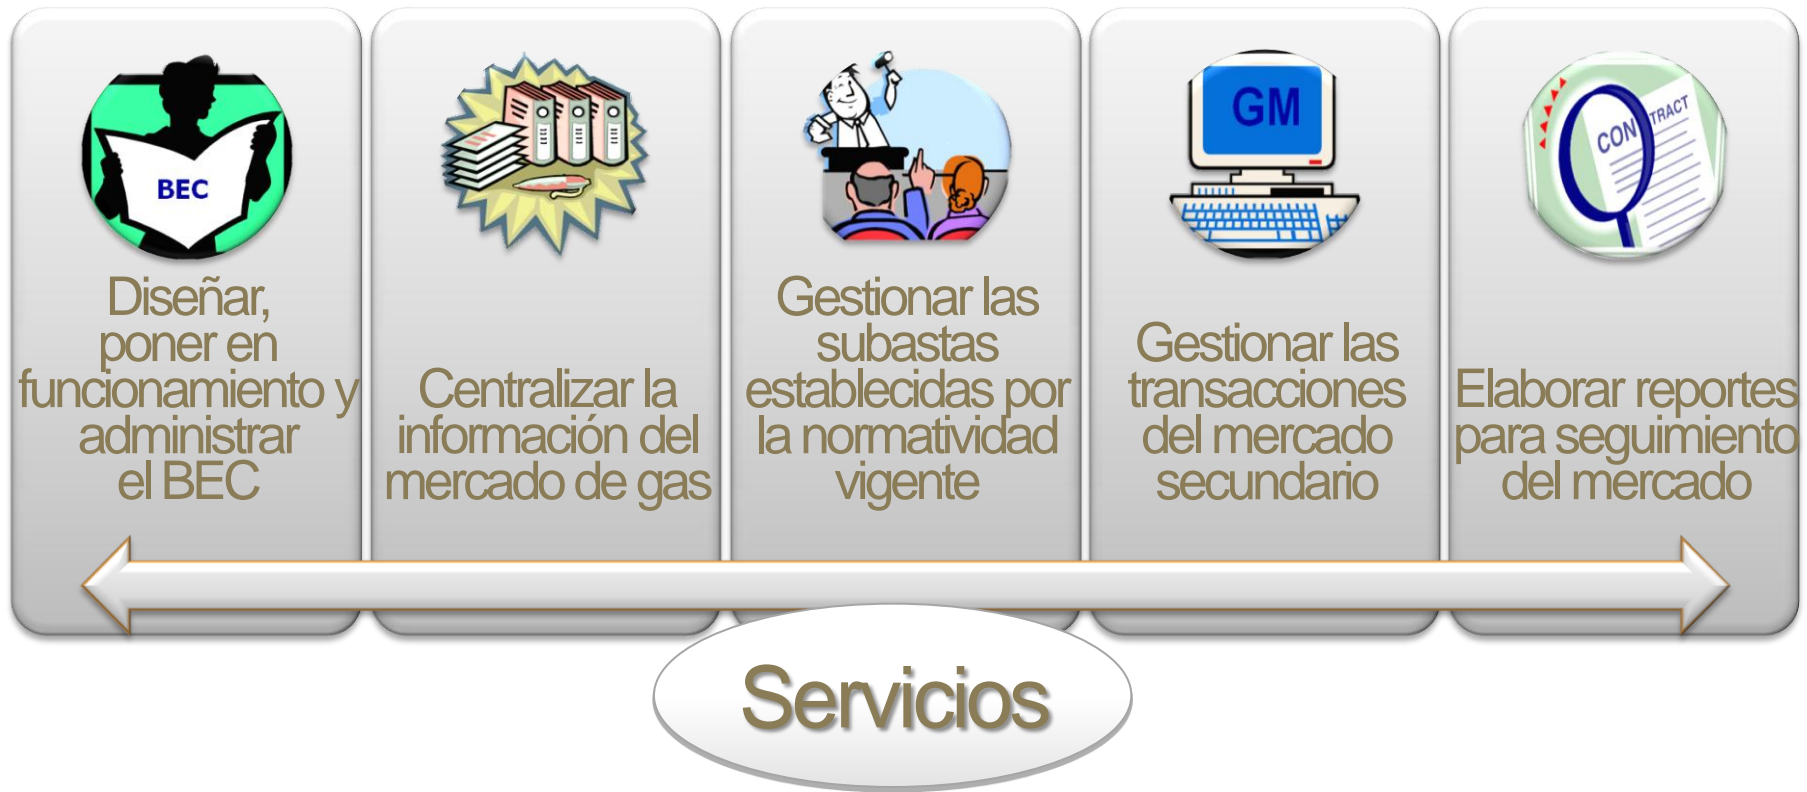 BEC
Diseñar,
poner en
funcionamiento y
administrar
el BEC
Centralizar la
información del
mercado de gas
Gestionar las
subastas
establecidas por
la normatividad
vigente
GM
Gestionar las
transacciones
del mercado
secundario
CONTRACT
Elaborar reportes
para seguimiento
del mercado
Servicios